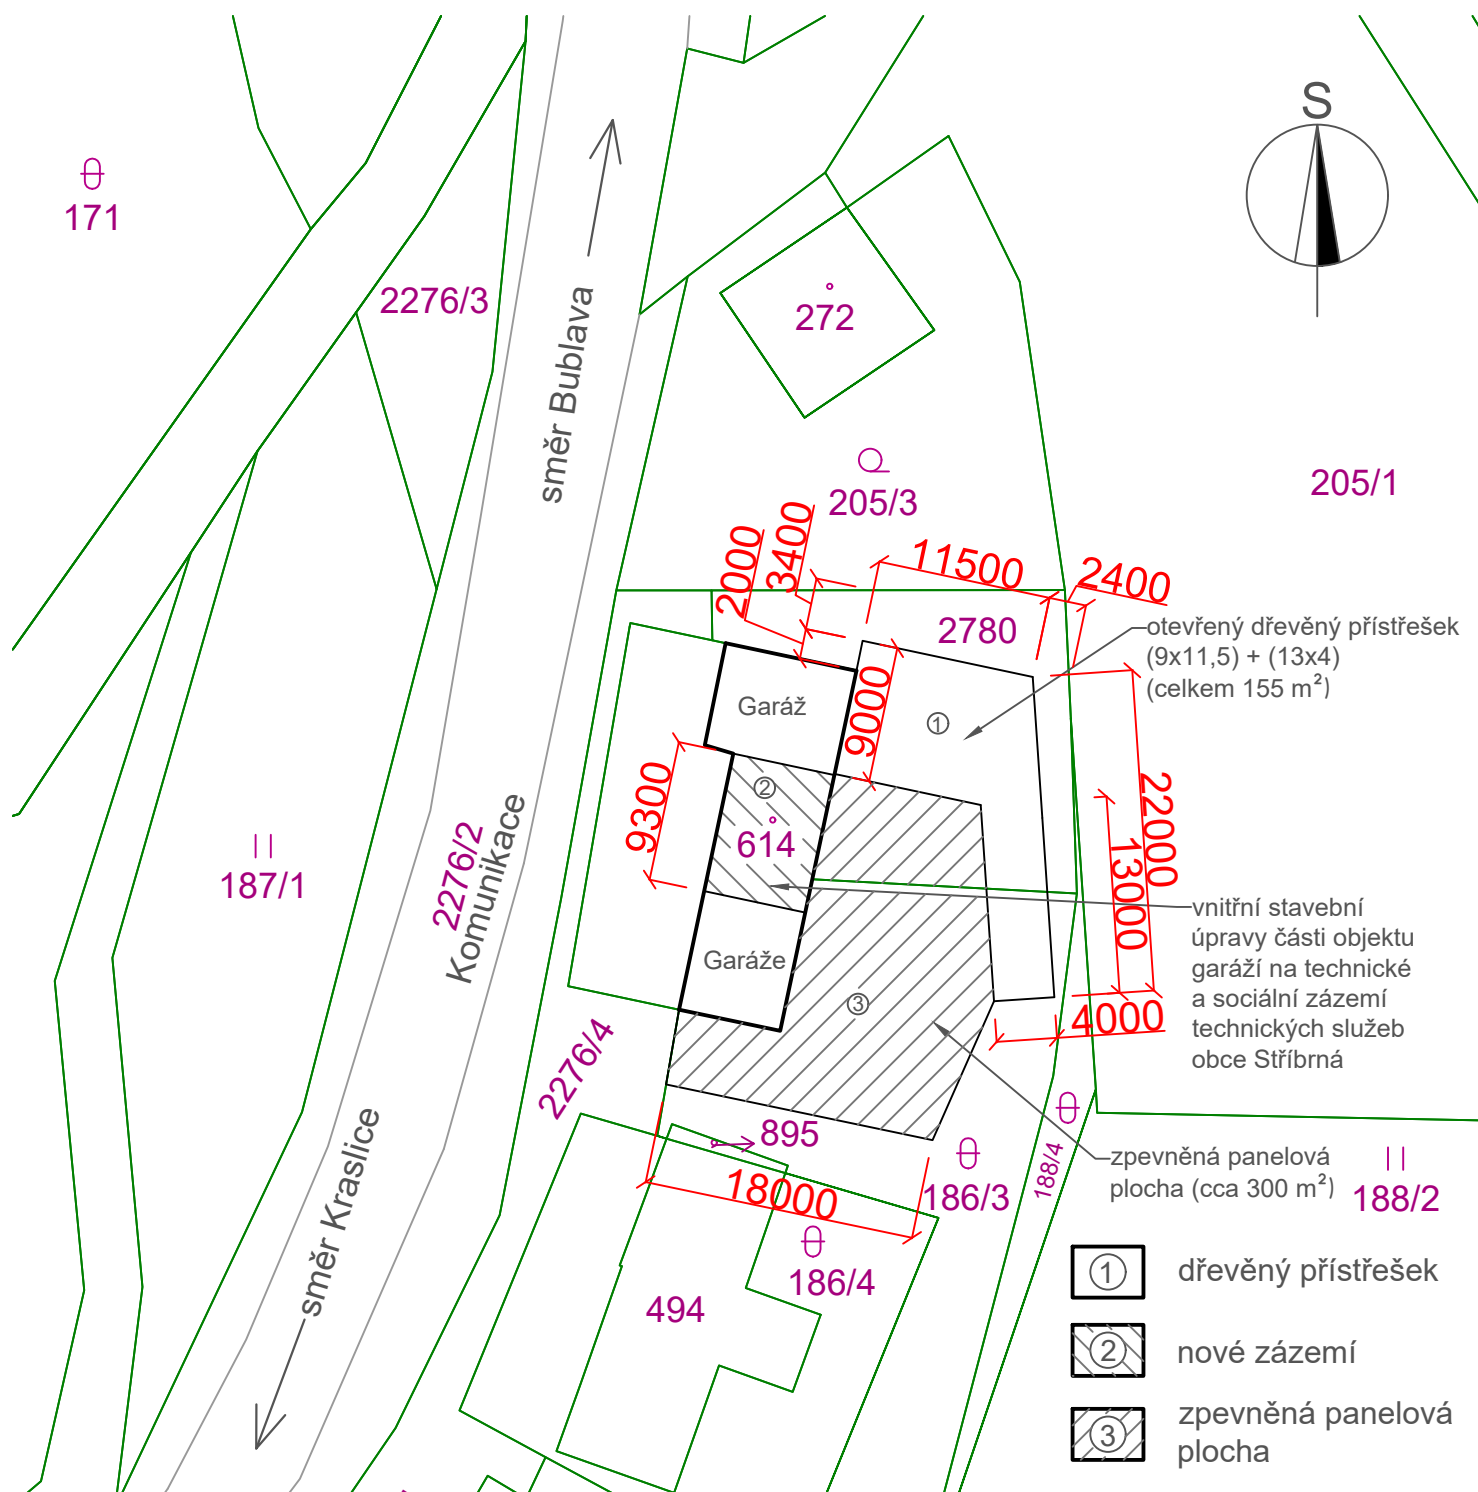 S
171
2276/3
směr Bublava
272
205/3
205/1
2000
3400
11500
2400
2780
otevřený dřevěný přístřešek
(9x11,5) + (13x4)
(celkem 155 m²)
Garáž
9000
1
2
9300
614
22000
13000
187/1
2276/2
Komunikace
vnitřní stavební
úpravy části objektu
garáží na technické
a sociální zázemí
technických služeb
obce Stříbrná
Garáže
3
4000
2276/4
895
188/4
zpevněná panelová
plocha (cca 300 m²)
186/3
188/2
18000
směr Kraslice
186/4
494
1 dřevěný přístřešek
2 nové zázemí
3 zpevněná panelová
plocha